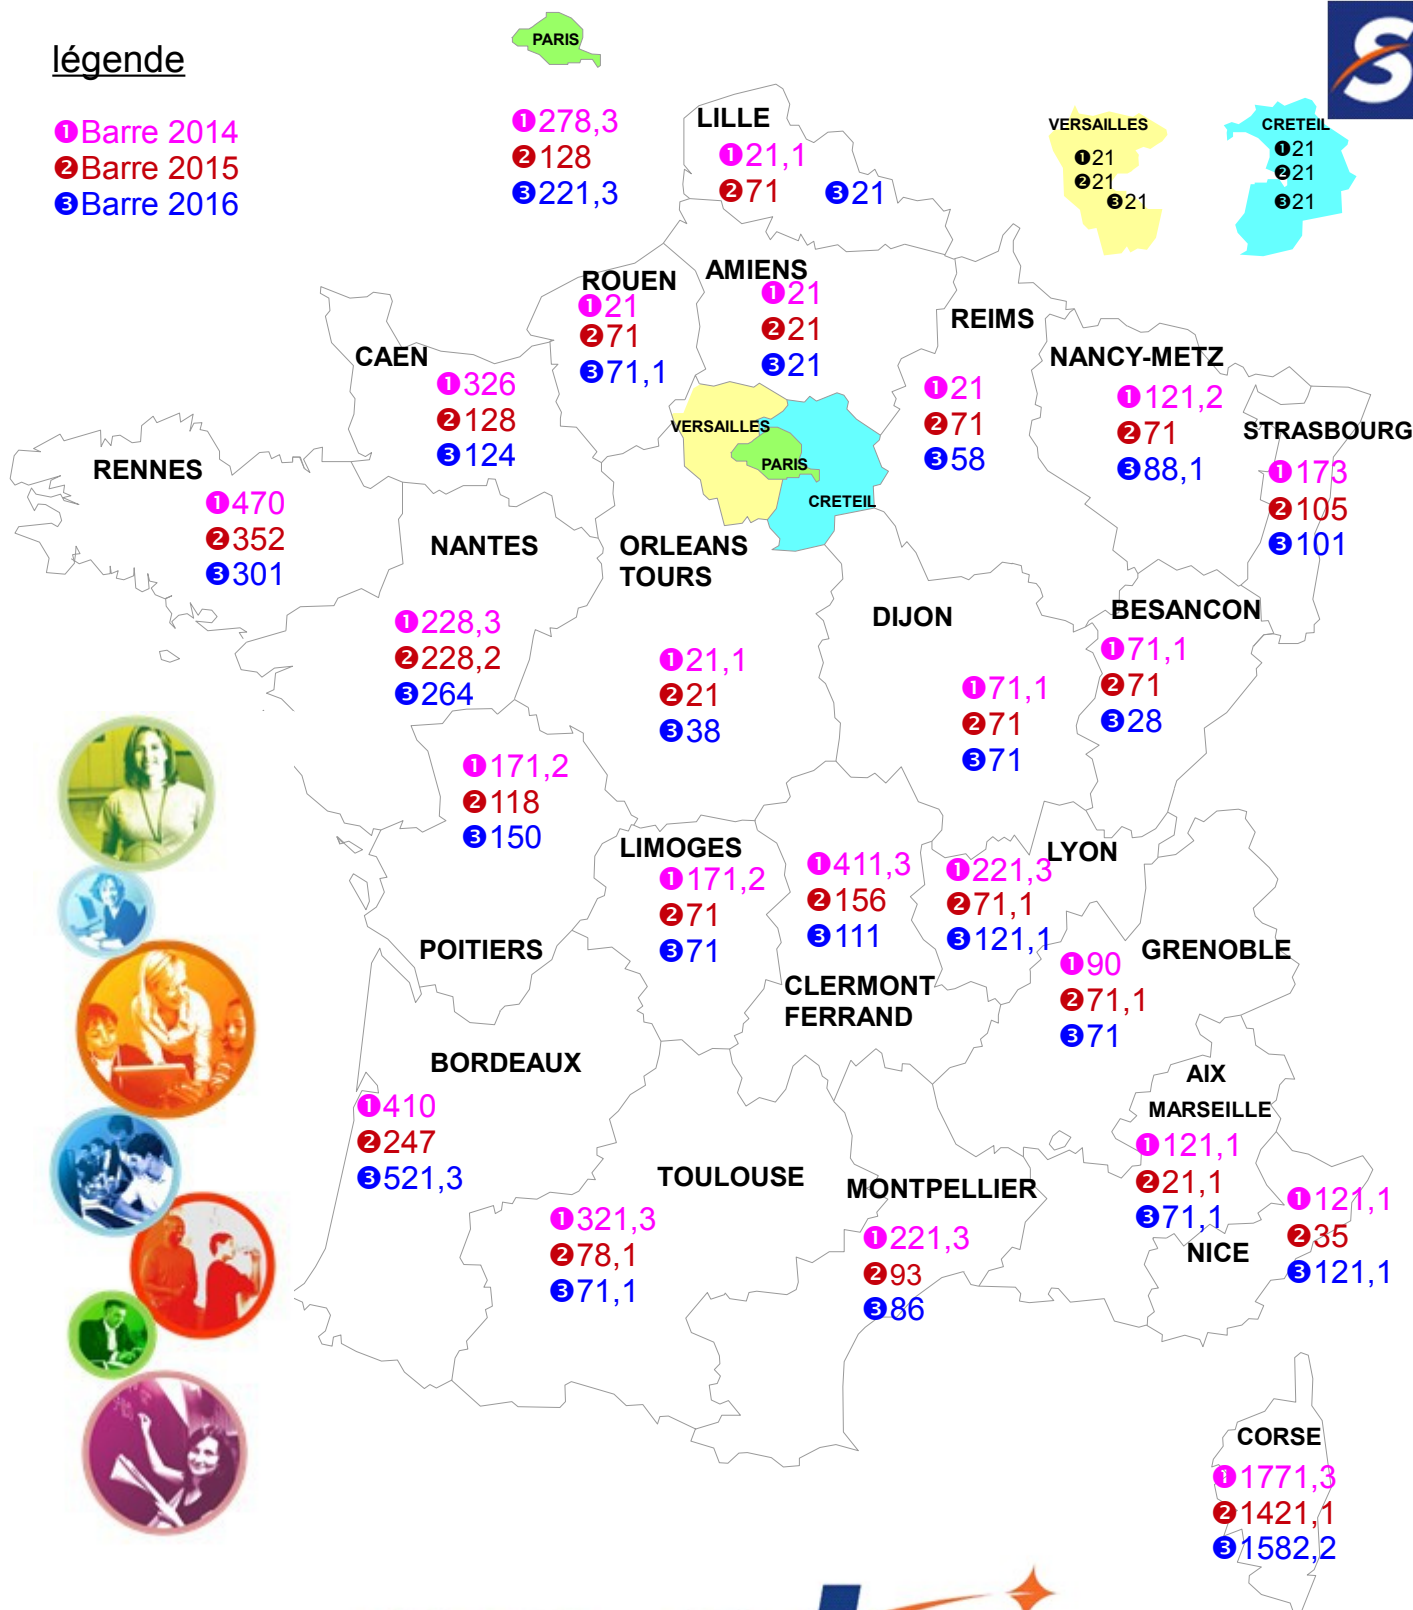 légende
❶Barre 2014
❷Barre 2015
❸Barre 2016
PARIS
❶278,3
❷128
❸221,3
LILLE
❶21,1
❷71 ❸21
VERSAILLES
❶21
❷21
❸21
CRETEIL
❶21
❷21
❸21
S
ROUEN
❶21
❷71
❸71,1
AMIENS
❶21
❷21
❸21
REIMS
❶21
❷71
❸58
NANCY-METZ
❶121,2
❷71
❸88,1
STRASBOURG
❶173
❷105
❸101
CAEN
❶326
❷128
❸124
VERSAILLES
PARIS
CRETEIL
RENNES
❶470
❷352
❸301
NANTES
❶228,3
❷228,2
❸264
ORLEANS
TOURS
❶21,1
❷21
❸38
DIJON
❶71,1
❷71
❸71
BESANCON
❶71,1
❷71
❸28
❶171,2
❷118
❸150
POITIERS
LIMOGES
❶171,2
❷71
❸71
❶411,3
❷156
❸111
CLERMONT
FERRAND
LYON
❶221,3
❷71,1
❸121,1
GRENOBLE
❶90
❷71,1
❸71
BORDEAUX
❶410
❷247
❸521,3
TOULOUSE
❶321,3
❷78,1
❸71,1
MONTPELLIER
❶221,3
❷93
❸86
AIX
MARSEILLE
❶121,1
❷21,1
❸71,1
NICE
❶121,1
❷35
❸121,1
CORSE
❶1771,3
❷1421,1
❸1582,2